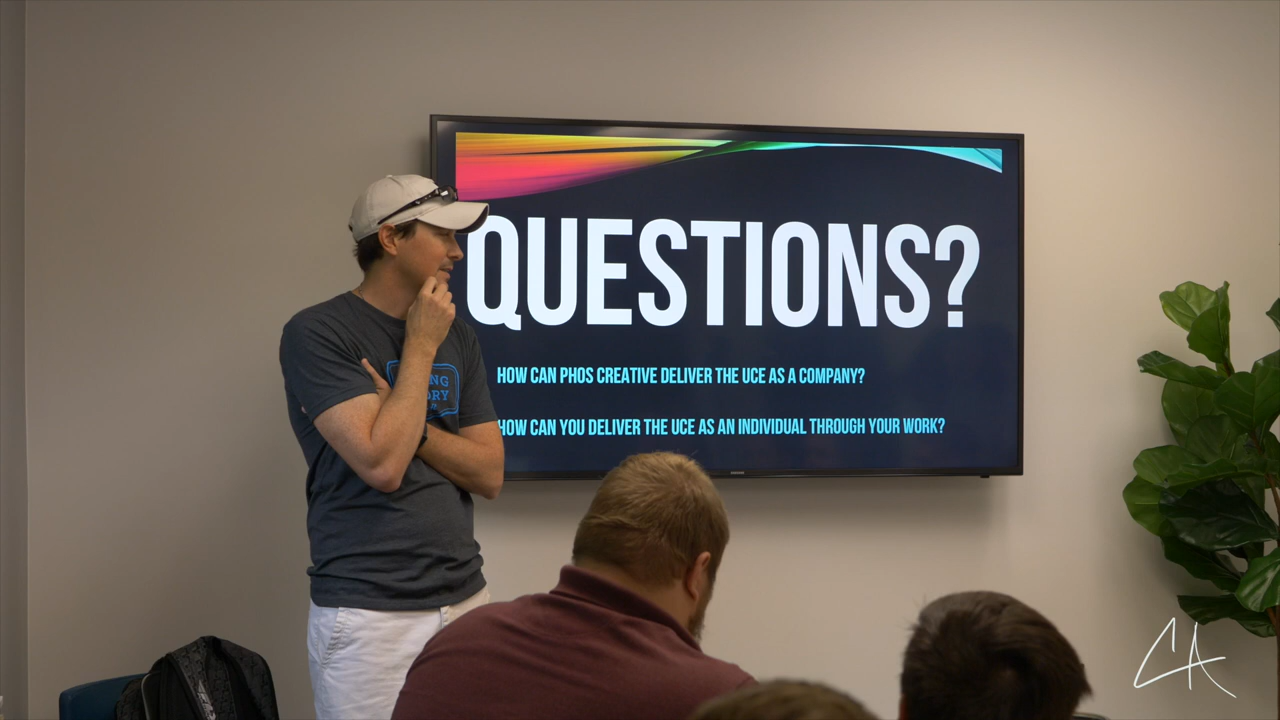 QUESTIONS?
HOW CAN PHOS CREATIVE DELIVER THE UCE AS A COMPANY?
HOW CAN YOU DELIVER THE UCE AS AN INDIVIDUAL THROUGH YOUR WORK?
CA